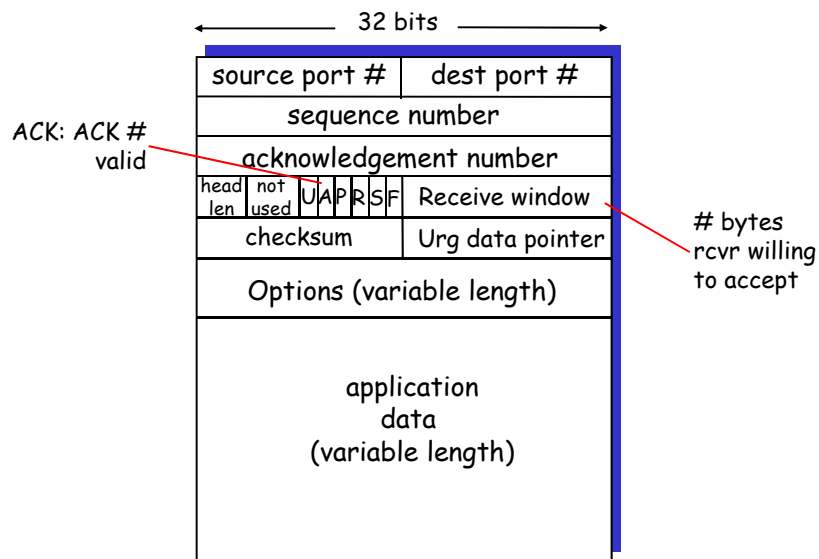 32 bits
source port #
dest port #
sequence number
ACK: ACK #
valid
acknowledgement number
head
len
not
used
U A P R S F
Receive window
# bytes
rcvr willing
to accept
checksum
Urg data pointer
Options (variable length)
application
data
(variable length)